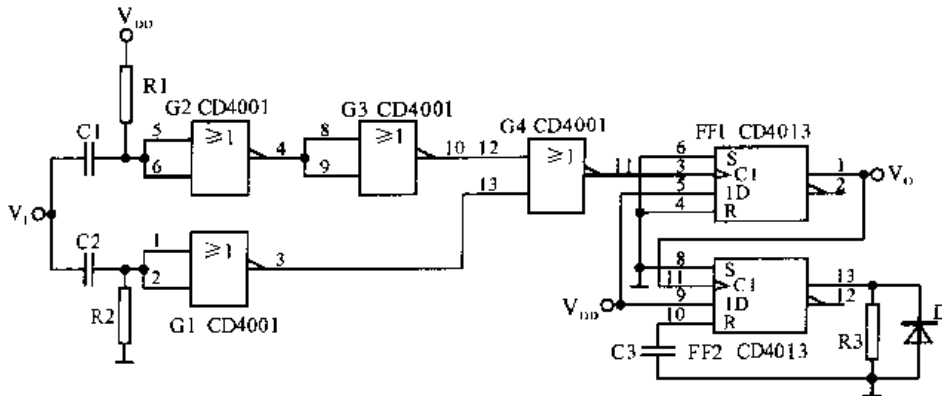 V_DD
R1
G2 CD4001
G3 CD4001
G4 CD4001
FF1 CD4013
C1
5
6
≥1
4
8
9
≥1
10
12
13
≥1
11
6
3
5
4
S
C1
1D
R
1
2
V_O
V_I
C2
1
2
≥1
3
R2
G1 CD4001
8
11
9
10
S
C1
1D
R
13
12
V_DD
C3
FF2 CD4013
R3
D